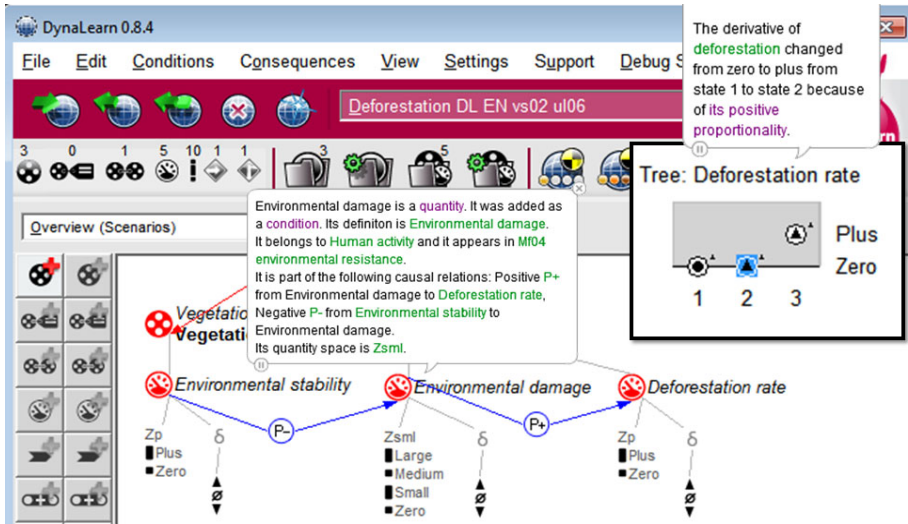 DynaLearn 0.8.4
File Edit Conditions Consequences View Settings Support Debug S
Deforestation DL EN vs02 ul06
The derivative of
deforestation changed
from zero to plus from
state 1 to state 2 because
of its positive
proportionality.
3 0 1 5 10 1 1 3 5
Tree: Deforestation rate
Plus
Zero
1 2 3
Overview (Scenarios)
Environmental damage is a quantity. It was added as
a condition. Its definiton is Environmental damage.
It belongs to Human activity and it appears in Mf04
environmental resistance.
It is part of the following causal relations: Positive P+
from Environmental damage to Deforestation rate,
Negative P- from Environmental stability to
Environmental damage.
Its quantity space is Zsml.
Vegetatio
Vegetati
Environmental stability
Environmental damage
Deforestation rate
P-
P+
Zp
Plus
Zero
δ
ø
Zsml
Large
Medium
Small
Zero
δ
ø
Zp
Plus
Zero
δ
ø